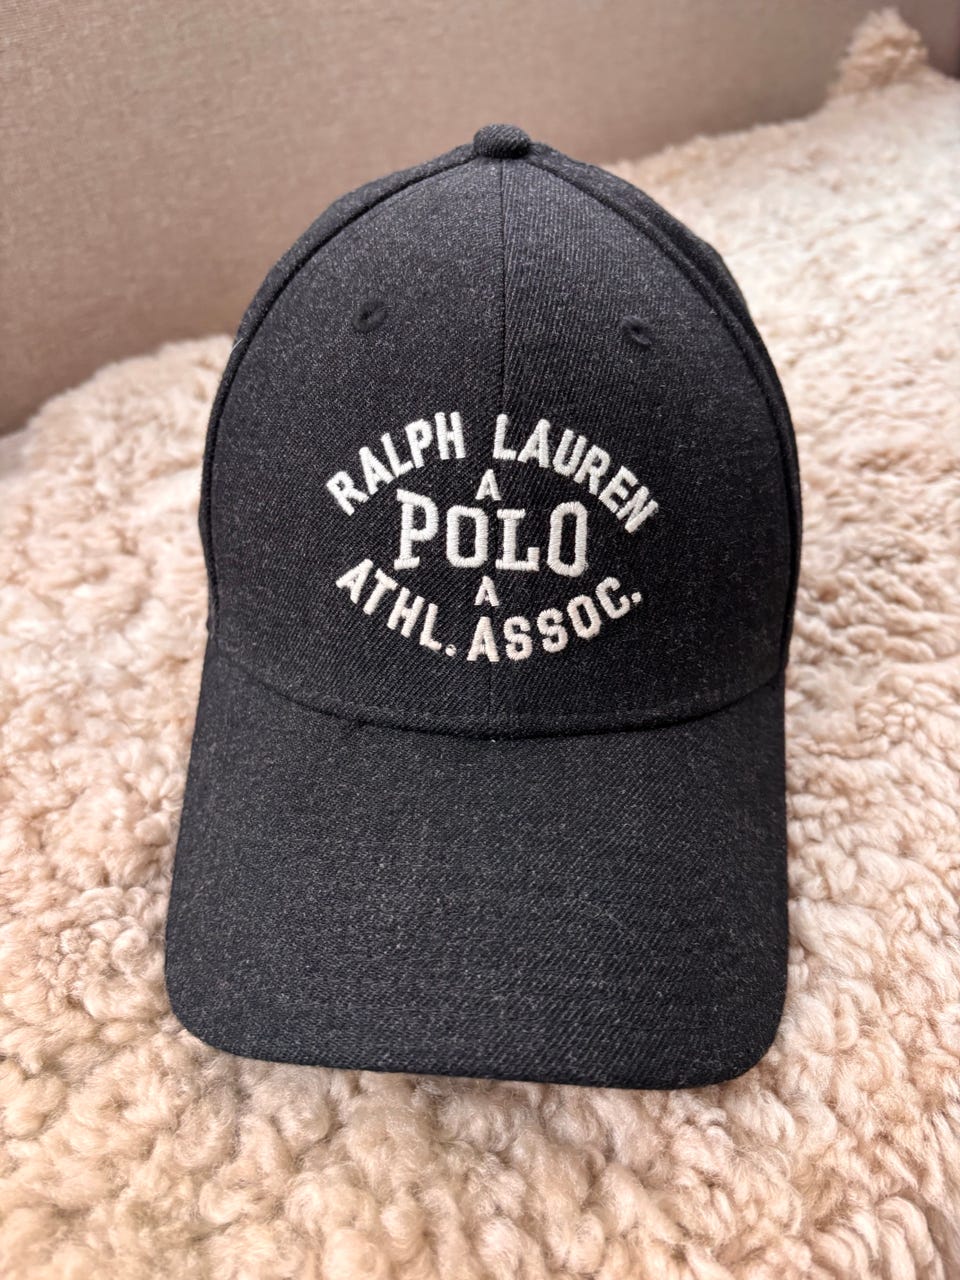 RALPH LAUREN
A
POLO
A
ATHL. ASSOC.